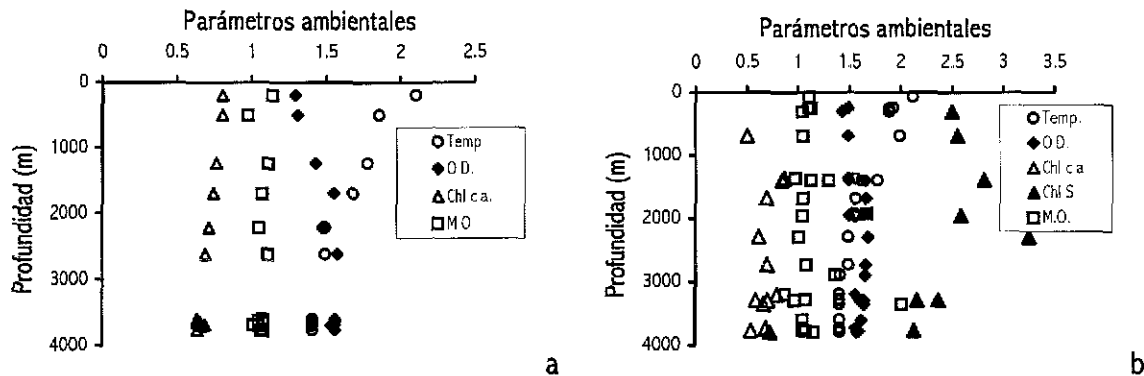 Parámetros ambientales
0 0.5 1 1.5 2 2.5
0
1000
2000
3000
4000
Profundidad (m)
Temp
O.D.
Chl c a.
M.O
a
Parámetros ambientales
0 0.5 1 1.5 2 2.5 3 3.5
0
1000
2000
3000
4000
Profundidad (m)
Temp.
O.D.
Chl c a
Chl S
M.O.
b